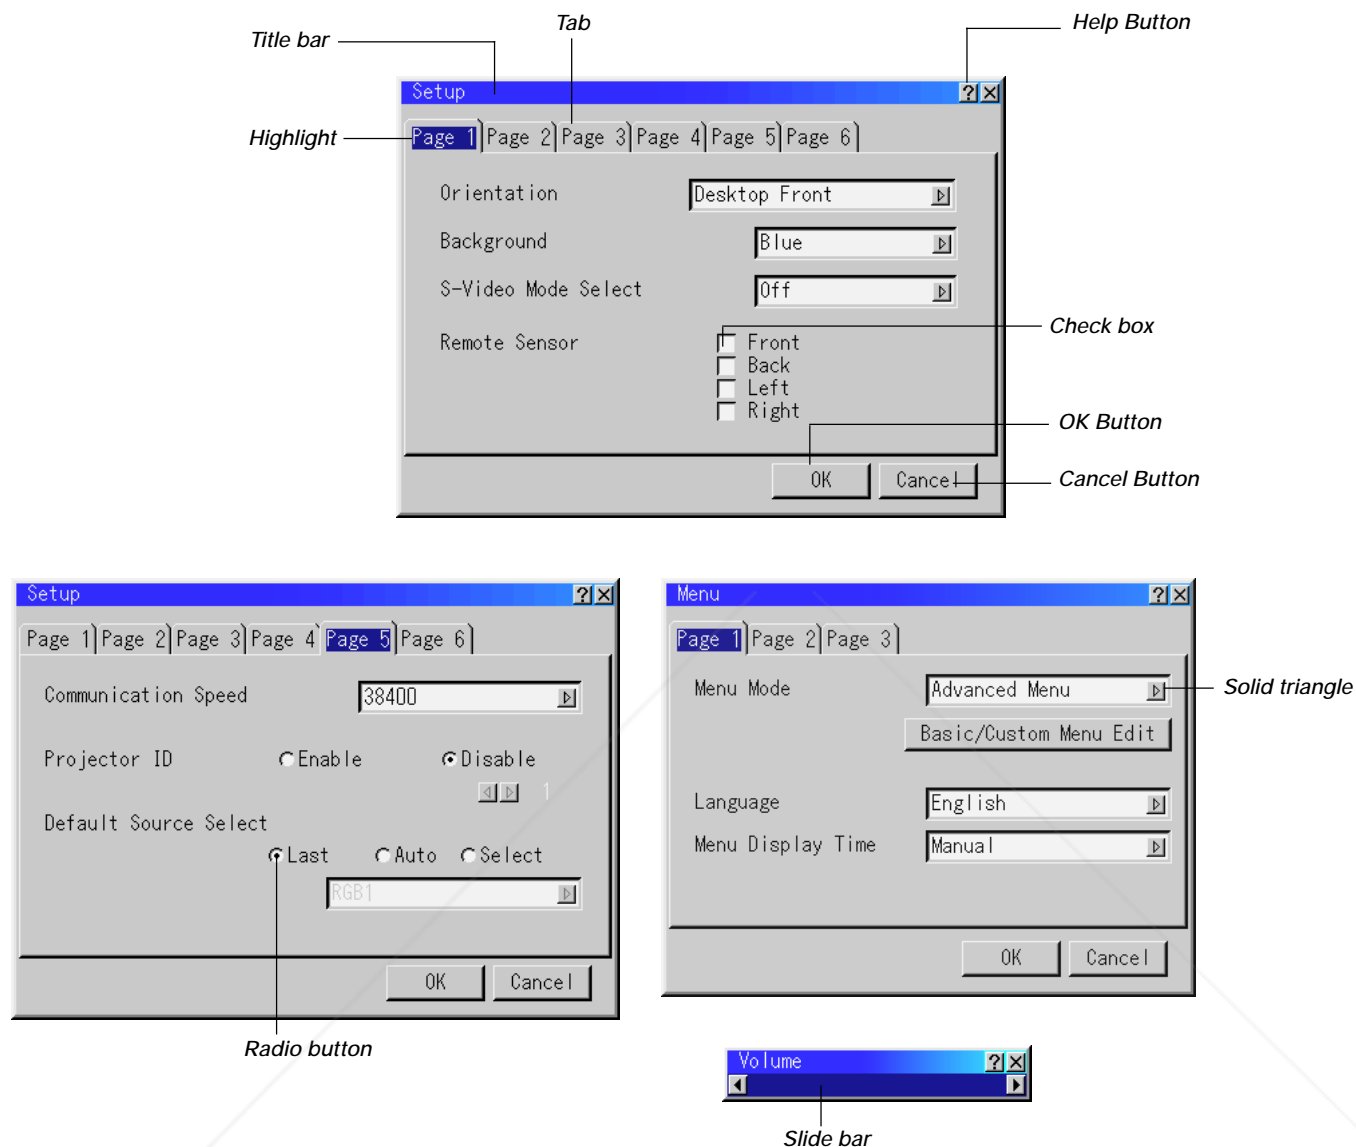 Tab
Help Button
Title bar
Setup
?
Highlight
Page 1 Page 2 Page 3 Page 4 Page 5 Page 6
Orientation Desktop Front
Background Blue
S-Video Mode Select Off
Remote Sensor Front
Check box
Back
Left
Right
OK Button
OK Cancel
Cancel Button
Setup
?
Page 1 Page 2 Page 3 Page 4 Page 5 Page 6
Communication Speed 38400
Projector ID Enable Disable
1
Default Source Select
Last Auto Select
RGB1
OK Cancel
Radio button
Menu
?
Page 1 Page 2 Page 3
Menu Mode Advanced Menu
Solid triangle
Basic/Custom Menu Edit
Language English
Menu Display Time Manual
OK Cancel
Volume
?
Slide bar